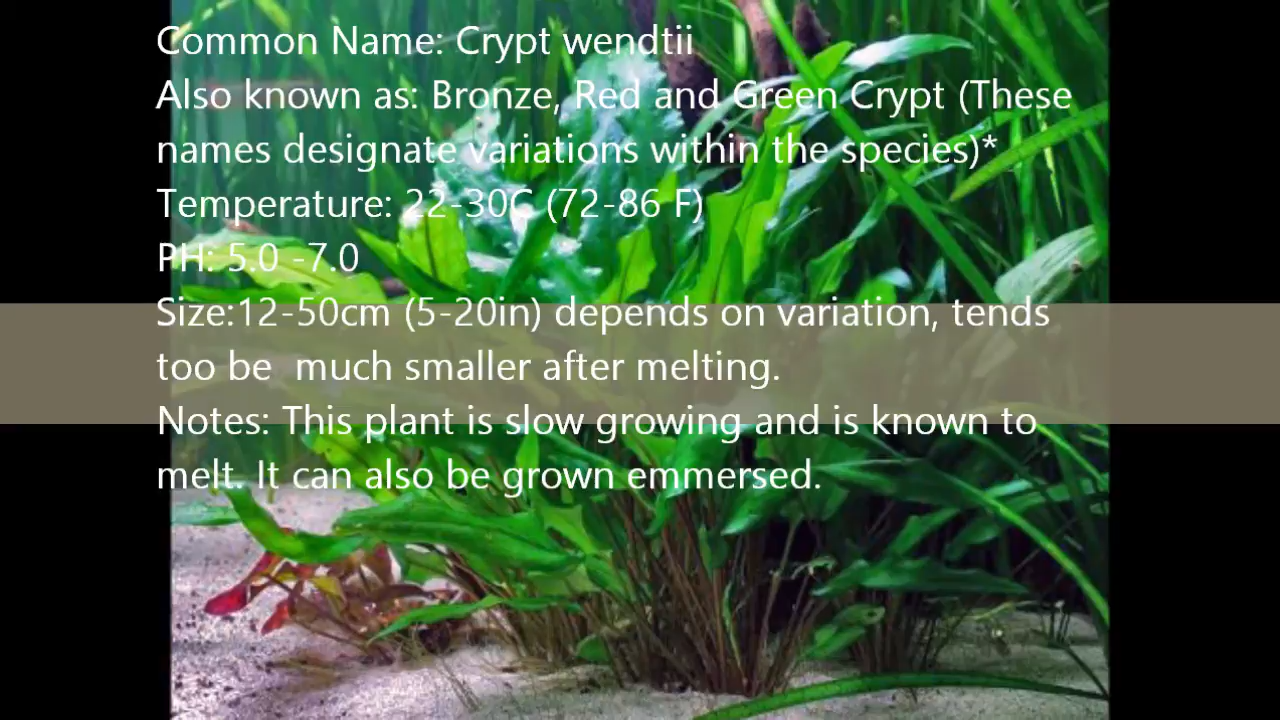 Common Name: Crypt wendtii
Also known as: Bronze, Red and Green Crypt (These
names designate variations within the species)*
Temperature: 22-30C (72-86 F)
PH: 5.0 -7.0
Size:12-50cm (5-20in) depends on variation, tends
too be  much smaller after melting.
Notes: This plant is slow growing and is known to
melt. It can also be grown emmersed.